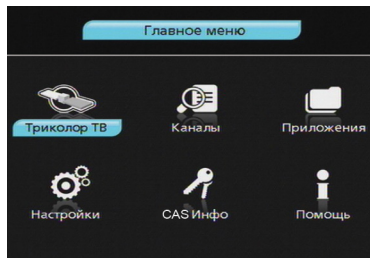 Главное меню
Триколор ТВ
Каналы
Приложения
Настройки
CAS Инфо
Помощь